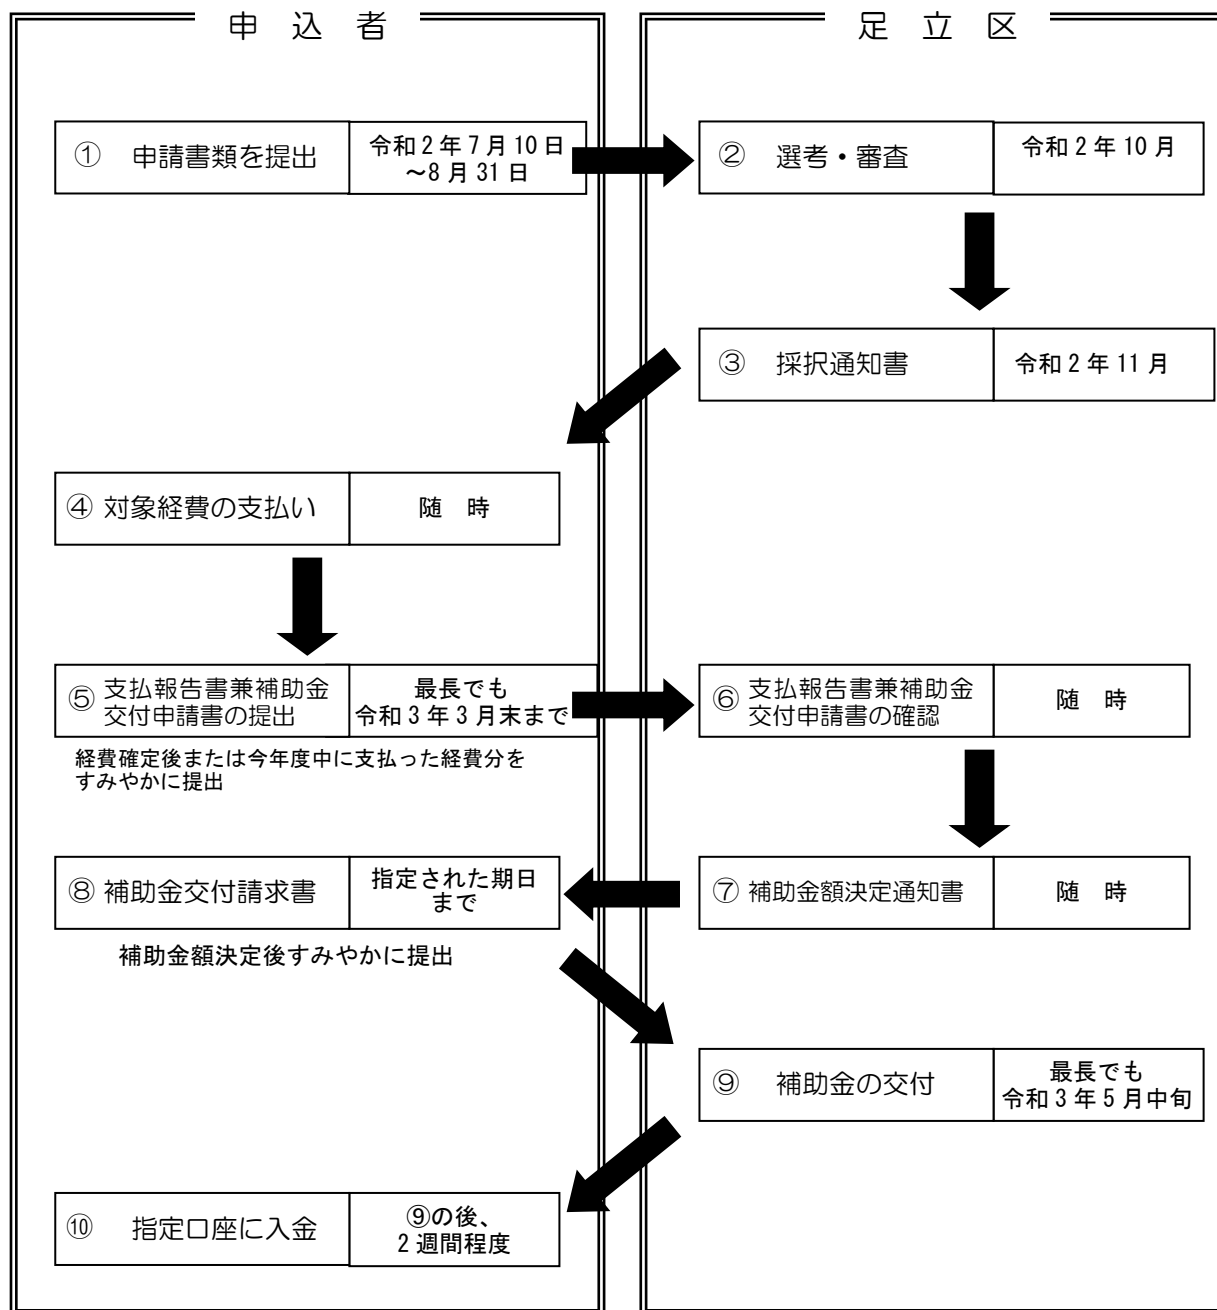 申 込 者
足 立 区
① 申請書類を提出
令和2年7月10日
～8月31日
② 選考・審査
令和2年10月
③ 採択通知書
令和2年11月
④ 対象経費の支払い
随 時
⑤ 支払報告書兼補助金
交付申請書の提出
最長でも
令和3年3月末まで
経費確定後または今年度中に支払った経費分を
すみやかに提出
⑥ 支払報告書兼補助金
交付申請書の確認
随 時
⑦ 補助金額決定通知書
随 時
⑧ 補助金交付請求書
指定された期日
まで
補助金額決定後すみやかに提出
⑨ 補助金の交付
最長でも
令和3年5月中旬
⑩ 指定口座に入金
⑨の後、
2週間程度